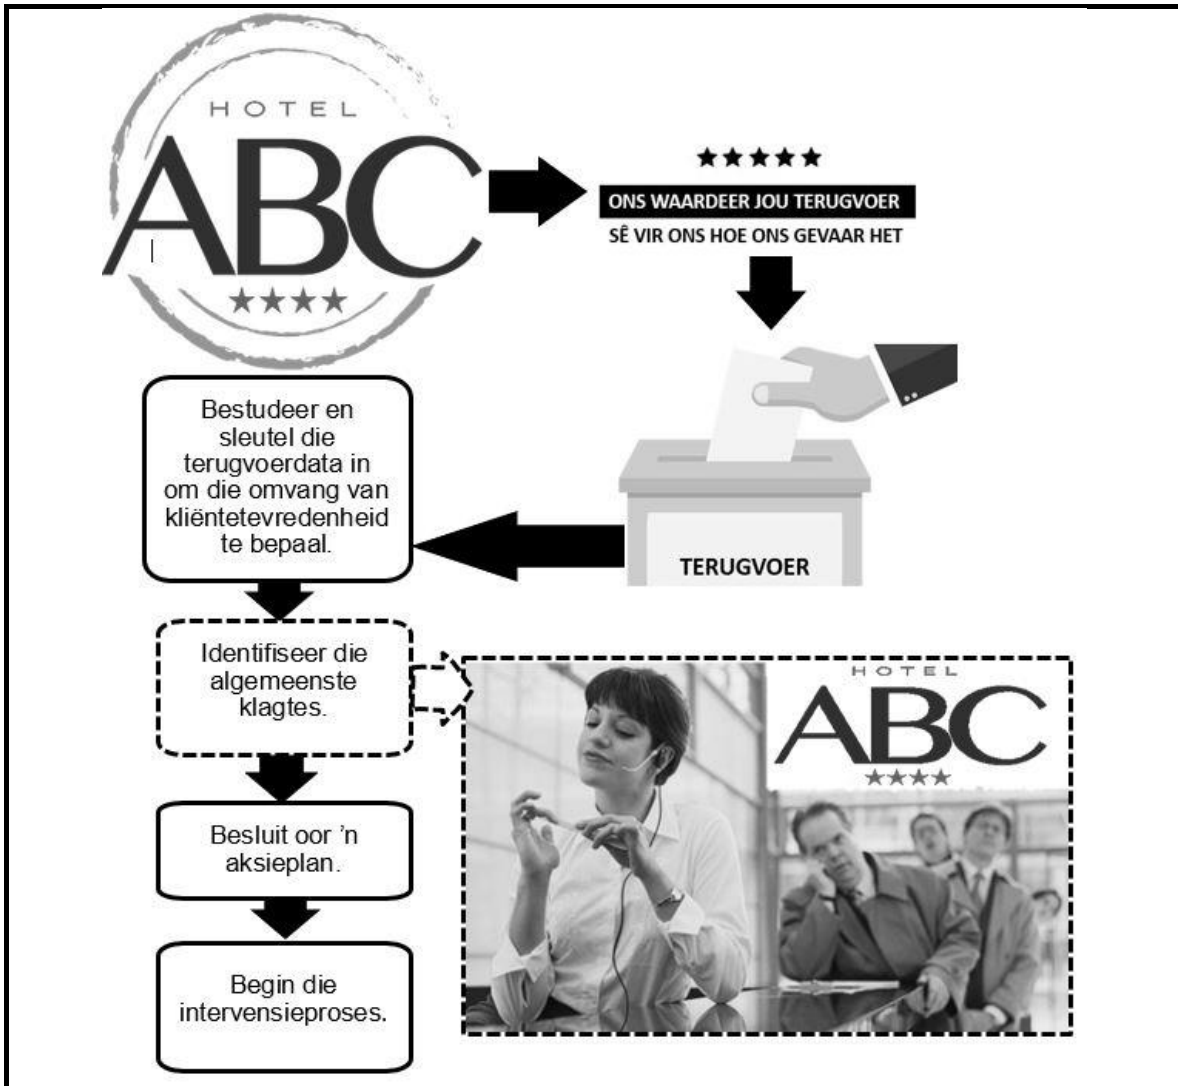 HOTEL
ABC
ONS WAARDEER JOU TERUGVOER
SÊ VIR ONS HOE ONS GEVAAR HET
TERUGVOER
Bestudeer en
sleutel die
terugvoerdata in
om die omvang van
kliëntetevredenheid
te bepaal.
Identifiseer die
algemeenste
klagtes.
HOTEL
ABC
Besluit oor ’n
aksieplan.
Begin die
intervensieproses.